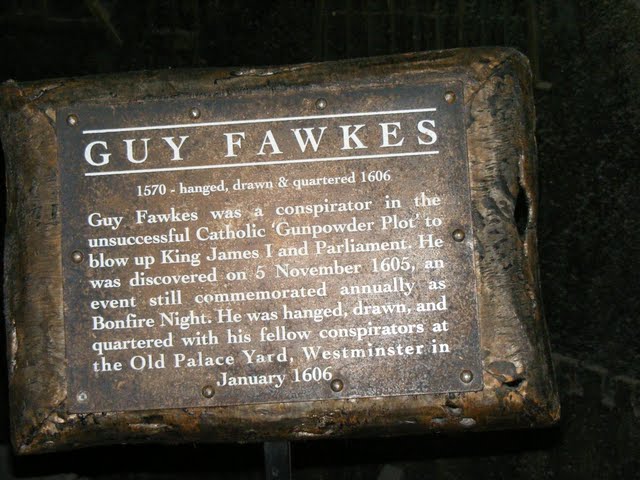 GUY FAWKES
1570 - hanged, drawn & quartered 1606
Guy Fawkes was a conspirator in the
unsuccessful Catholic 'Gunpowder Plot' to
blow up King James I and Parliament. He
was discovered on 5 November 1605, an
event still commemorated annually as
Bonfire Night. He was hanged, drawn, and
quartered with his fellow conspirators at
the Old Palace Yard, Westminster in
January 1606